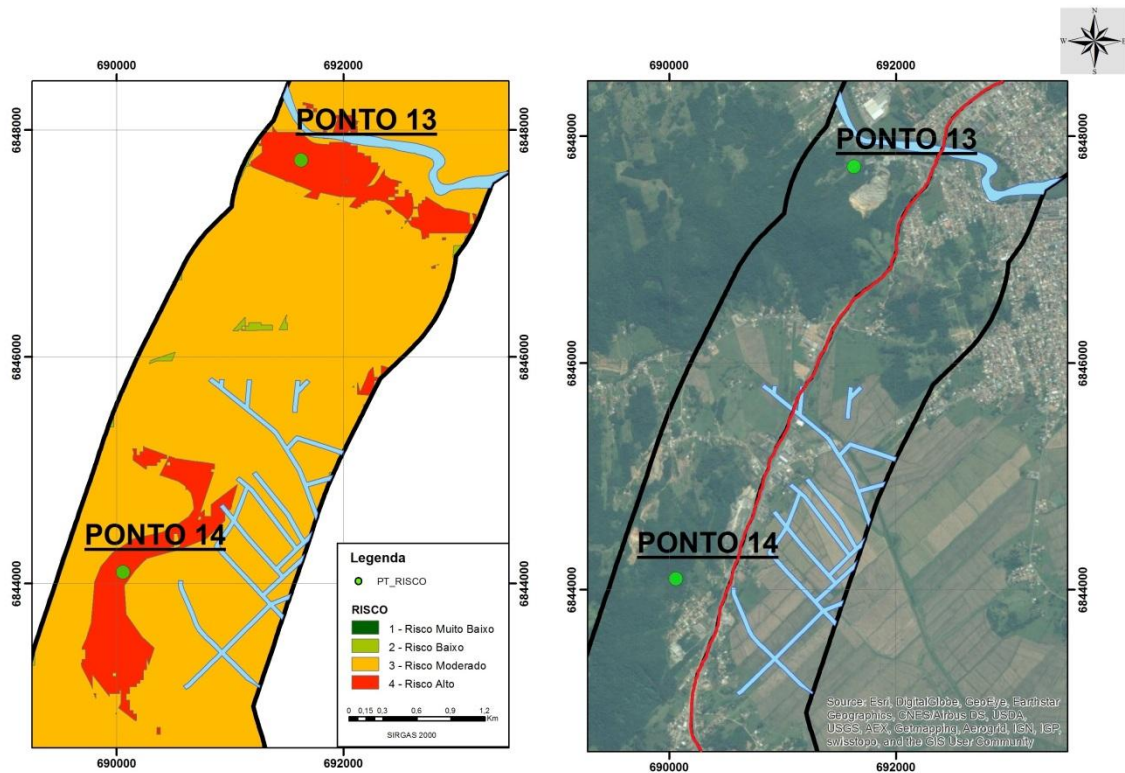 N
W
E
S
690000
692000
690000
692000
6848000
6848000
6848000
6848000
PONTO 13
PONTO 13
6846000
6846000
6846000
6846000
PONTO 14
PONTO 14
6844000
6844000
6844000
6844000
Legenda
PT_RISCO
RISCO
1 - Risco Muito Baixo
2 - Risco Baixo
3 - Risco Moderado
4 - Risco Alto
0 0,15 0,3 0,6 0,9 1,2
Km
SIRGAS 2000
Source: Esri, DigitalGlobe, GeoEye, Earthstar
Geographics, CNES/Airbus DS, USDA,
USGS, AEX, Getmapping, Aerogrid, IGN, IGP,
swisstopo, and the GIS User Community
690000
692000
690000
692000